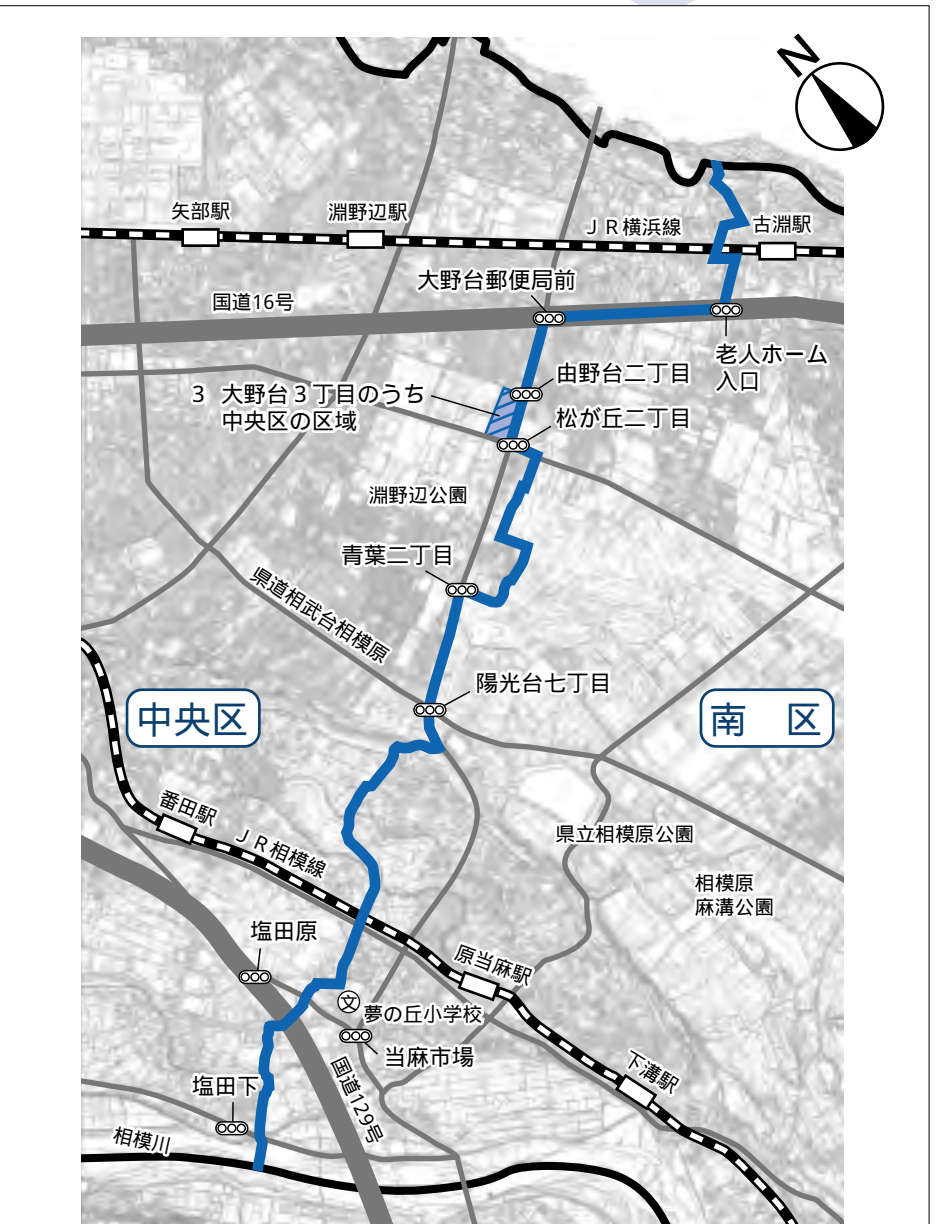 N
矢部駅
淵野辺駅
ＪＲ横浜線
古淵駅
大野台郵便局前
国道16号
老人ホーム
入口
由野台二丁目
3 大野台３丁目のうち
中央区の区域
松が丘二丁目
淵野辺公園
青葉二丁目
県道相武台相模原
陽光台七丁目
中央区
南 区
番田駅
ＪＲ相模線
県立相模原公園
相模原
麻溝公園
塩田原
原当麻駅
文
夢の丘小学校
当麻市場
国道129号
下溝駅
塩田下
相模川